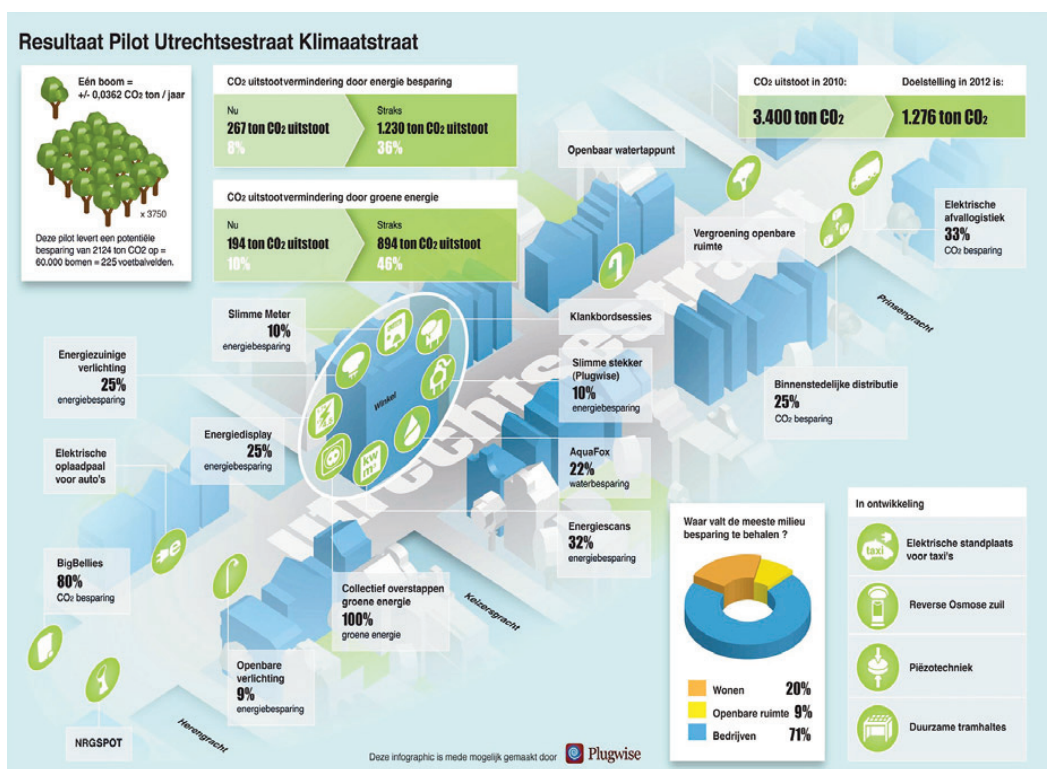 Resultaat Pilot Utrechtsestraat Klimaatstraat
Eén boom =
+/- 0,0362 CO2 ton / jaar
x 3750
Deze pilot levert een potentiële
besparing van 2124 ton CO2 op =
60.000 bomen = 225 voetbalvelden.
CO2 uitstootvermindering door energie besparing
Nu
267 ton CO2 uitstoot
8%
Straks
1.230 ton CO2 uitstoot
36%
CO2 uitstootvermindering door groene energie
Nu
194 ton CO2 uitstoot
10%
Straks
894 ton CO2 uitstoot
46%
CO2 uitstoot in 2010:
3.400 ton CO2
Doelstelling in 2012 is:
1.276 ton CO2
Openbaar watertappunt
Vergroening openbare
ruimte
Elektrische
afvallogistiek
33%
CO2 besparing
Prinsengracht
Utrechtsestraat
Slimme Meter
10%
energiebesparing
Klankbordsessies
Energiezuinige
verlichting
25%
energiebesparing
Winkel
Slimme stekker
(Plugwise)
10%
energiebesparing
Binnenstedelijke distributie
25%
CO2 besparing
Energiedisplay
25%
energiebesparing
kw
m³
AquaFox
22%
waterbesparing
Elektrische
oplaadpaal
voor auto's
Energiescans
32%
energiebesparing
BigBellies
80%
CO2 besparing
Collectief overstappen
groene energie
100%
groene energie
Keizersgracht
Openbare
verlichting
9%
energiebesparing
NRGSPOT
Herengracht
Waar valt de meeste milieu
besparing te behalen ?
Wonen 20%
Openbare ruimte 9%
Bedrijven 71%
In ontwikkeling
taxi
Elektrische standplaats
voor taxi's
Reverse Osmose zuil
Piëzotechniek
Duurzame tramhaltes
Deze infographic is mede mogelijk gemaakt door Plugwise